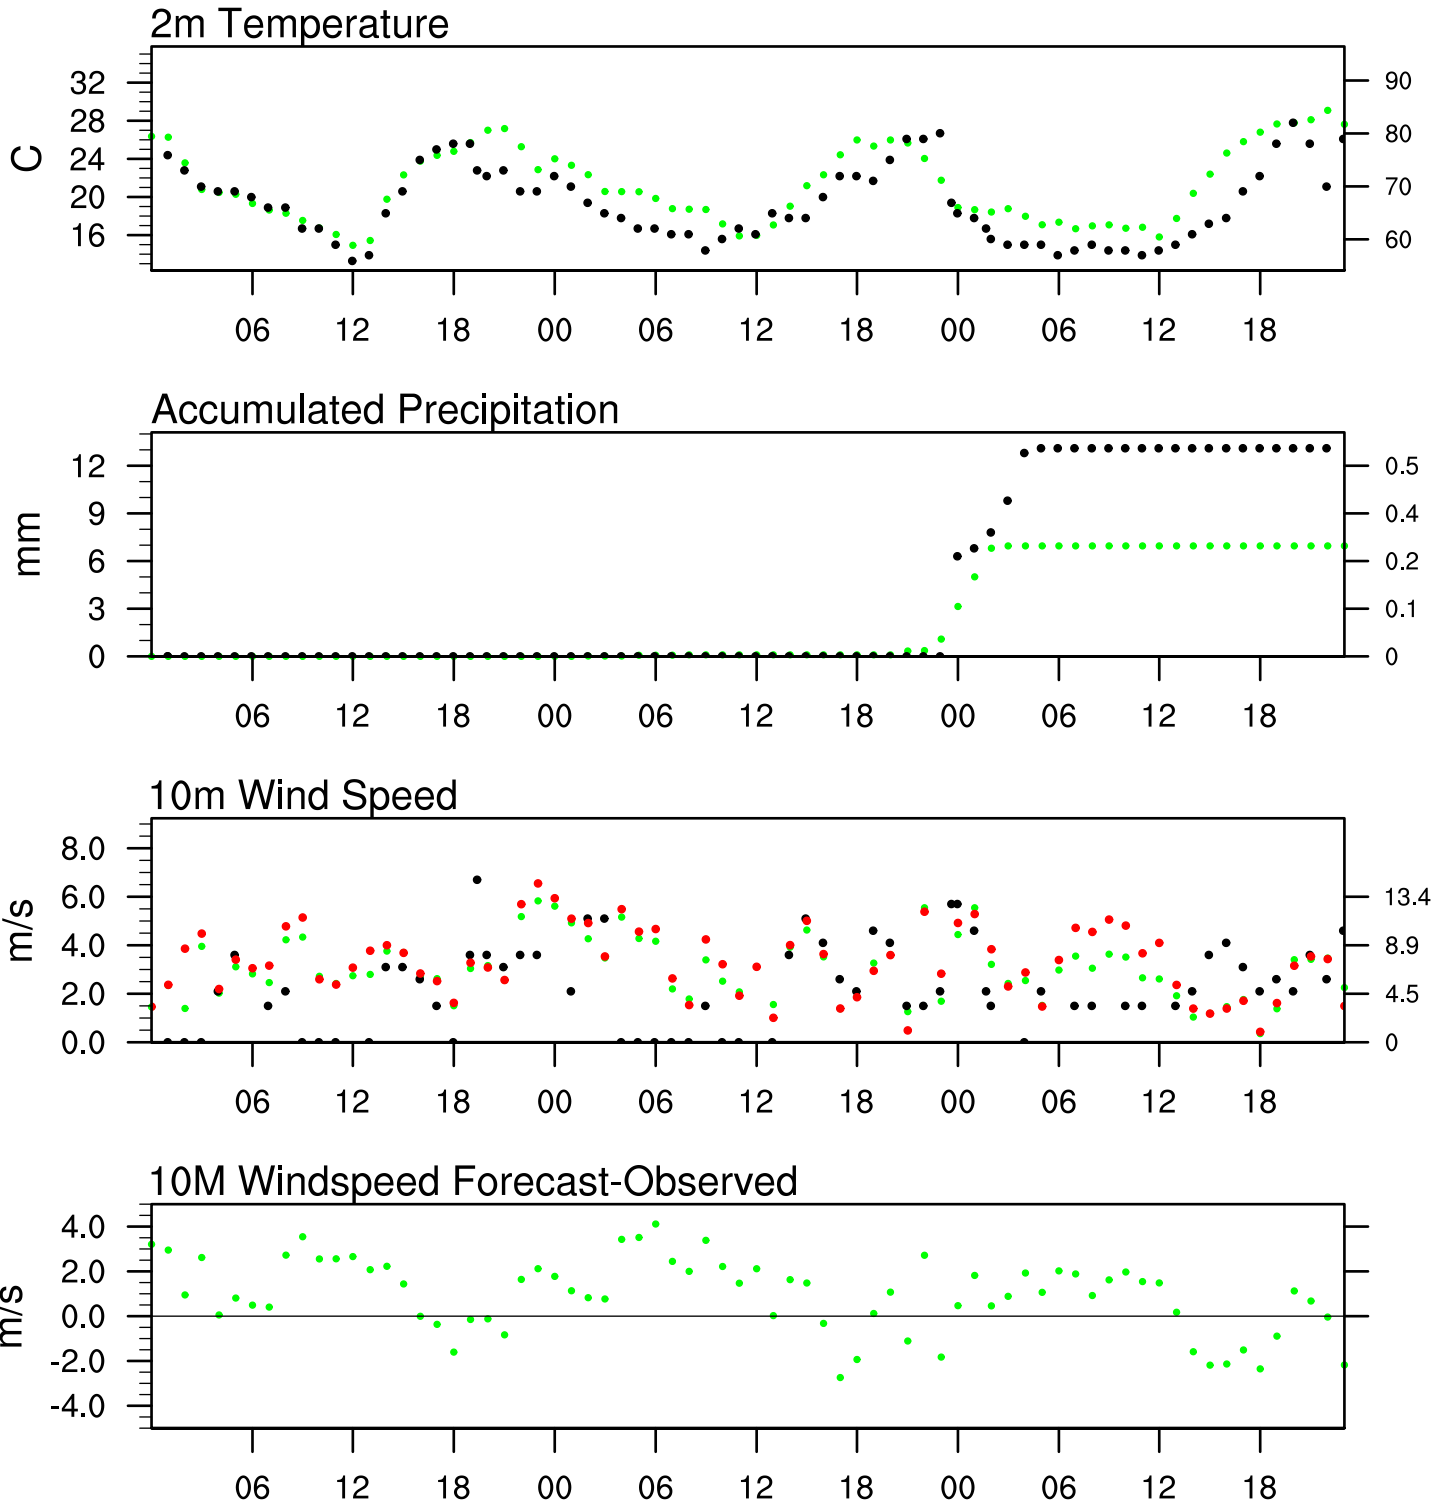 2m Temperature
C
32
28
24
20
16
90
80
70
60
06 12 18 00 06 12 18 00 06 12 18
Accumulated Precipitation
mm
12
9
6
3
0
0.5
0.4
0.2
0.1
0
06 12 18 00 06 12 18 00 06 12 18
10m Wind Speed
m/s
8.0
6.0
4.0
2.0
0.0
13.4
8.9
4.5
0
06 12 18 00 06 12 18 00 06 12 18
10M Windspeed Forecast-Observed
m/s
4.0
2.0
0.0
-2.0
-4.0
06 12 18 00 06 12 18 00 06 12 18